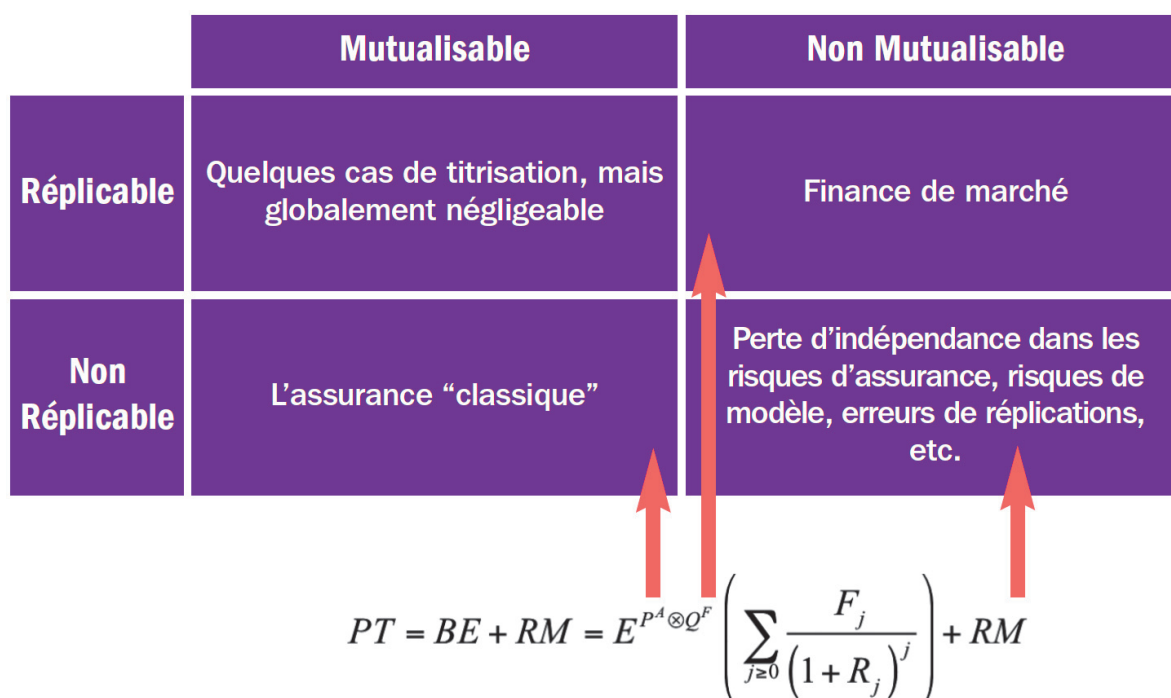 Mutualisable
Non Mutualisable
Réplicable
Quelques cas de titrisation, mais
globalement négligeable
Finance de marché
Non
Réplicable
L’assurance “classique”
Perte d’indépendance dans les
risques d’assurance, risques de
modèle, erreurs de réplications,
etc.
PT = BE + RM = E^{P^A ⊗ Q^F} ( ∑_{j≥0} F_j / (1 + R_j)^j ) + RM